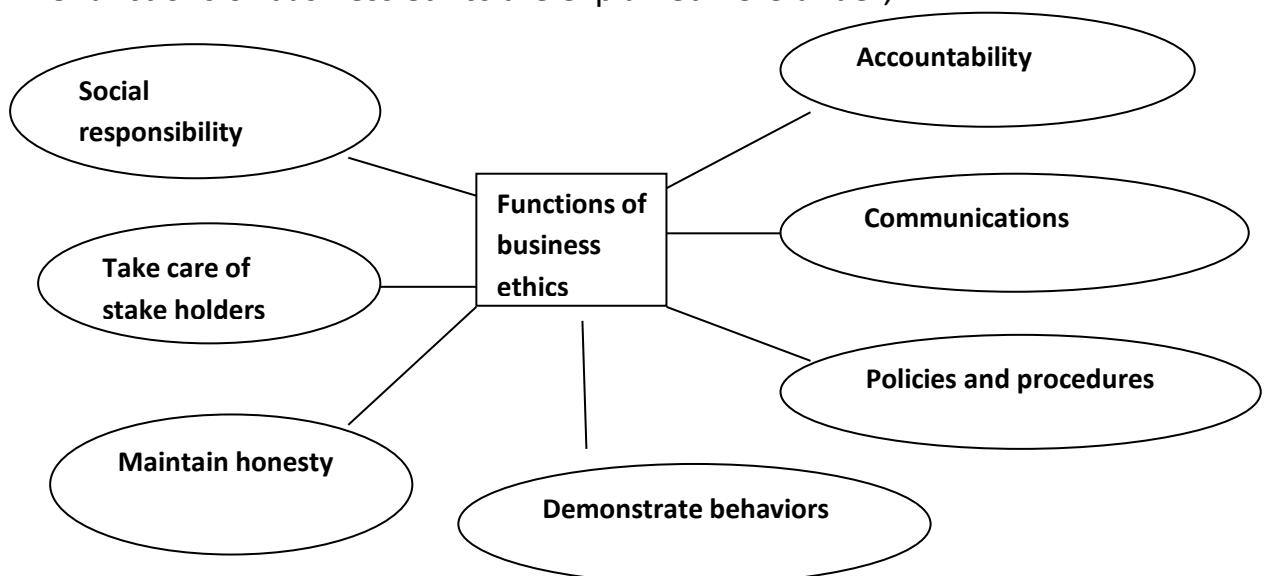 Accountability
Social
responsibility
Functions of
business
ethics
Communications
Take care of
stake holders
Policies and procedures
Maintain honesty
Demonstrate behaviors